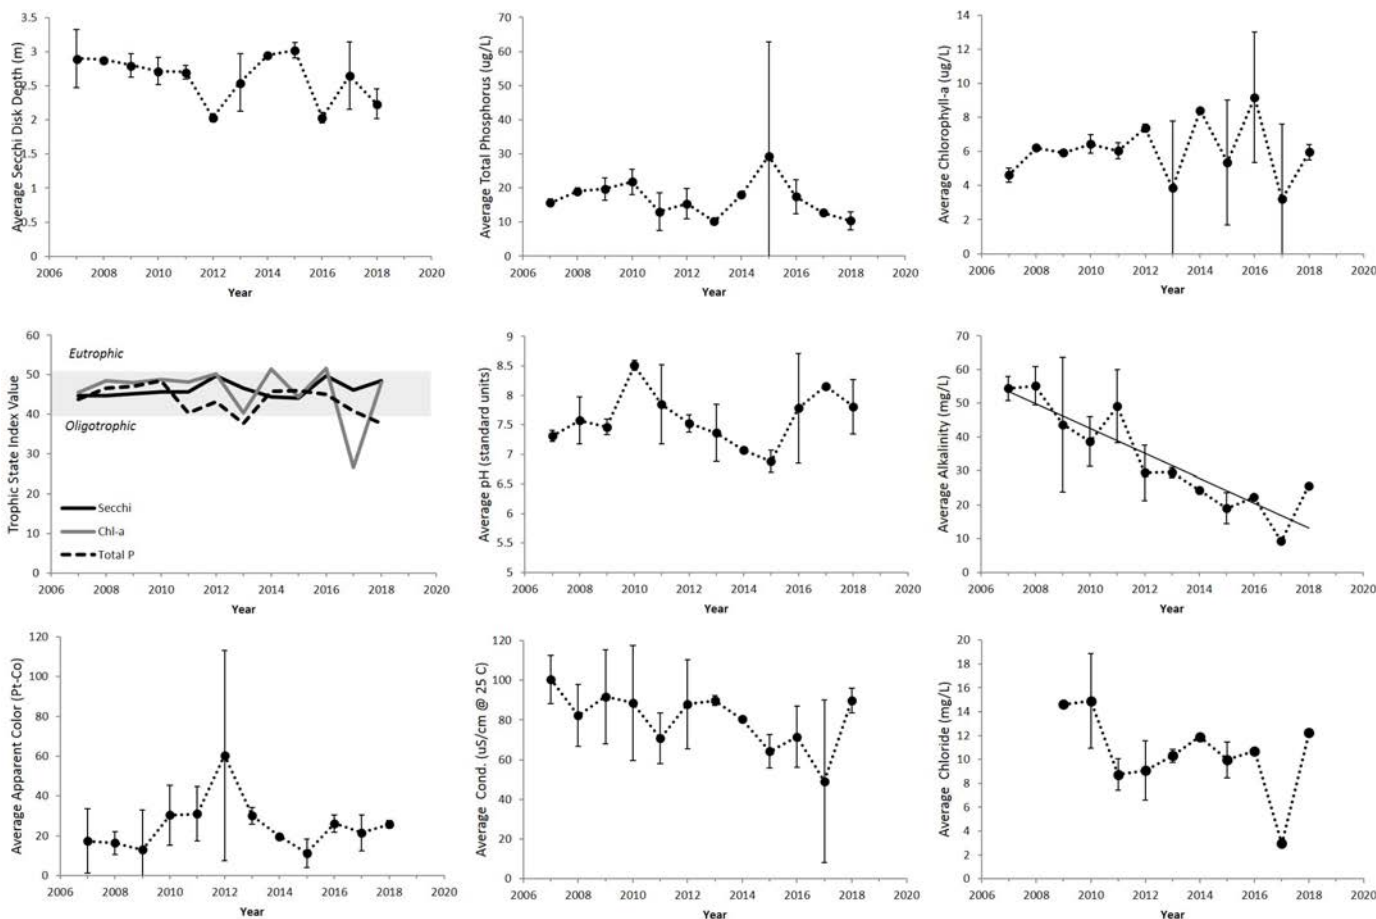 Average Secchi Disk Depth (m)
3.5
3
2.5
2
1.5
1
0.5
0
2006 2008 2010 2012 2014 2016 2018 2020
Year
Average Total Phosphorus (ug/L)
70
60
50
40
30
20
10
0
2006 2008 2010 2012 2014 2016 2018 2020
Year
Average Chlorophyll-a (ug/L)
14
12
10
8
6
4
2
0
2006 2008 2010 2012 2014 2016 2018 2020
Year
Trophic State Index Value
60
50
40
30
20
10
0
Eutrophic
Oligotrophic
Secchi
Chl-a
Total P
2006 2008 2010 2012 2014 2016 2018 2020
Year
Average pH (standard units)
9
8.5
8
7.5
7
6.5
6
5.5
5
2006 2008 2010 2012 2014 2016 2018 2020
Year
Average Alkalinity (mg/L)
70
60
50
40
30
20
10
0
2006 2008 2010 2012 2014 2016 2018 2020
Year
Average Apparent Color (Pt-Co)
120
100
80
60
40
20
0
2006 2008 2010 2012 2014 2016 2018 2020
Year
Average Cond. (uS/cm @ 25 C)
120
100
80
60
40
20
0
2006 2008 2010 2012 2014 2016 2018 2020
Year
Average Chloride (mg/L)
20
18
16
14
12
10
8
6
4
2
0
2006 2008 2010 2012 2014 2016 2018 2020
Year